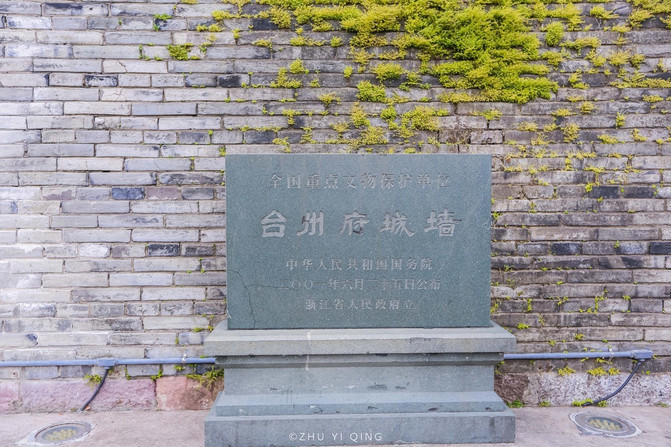 全国重点文物保护单位
台州府城墙
中华人民共和国国务院
二〇〇一年六月二十五日公布
浙江省人民政府立
©ZHU YI QING